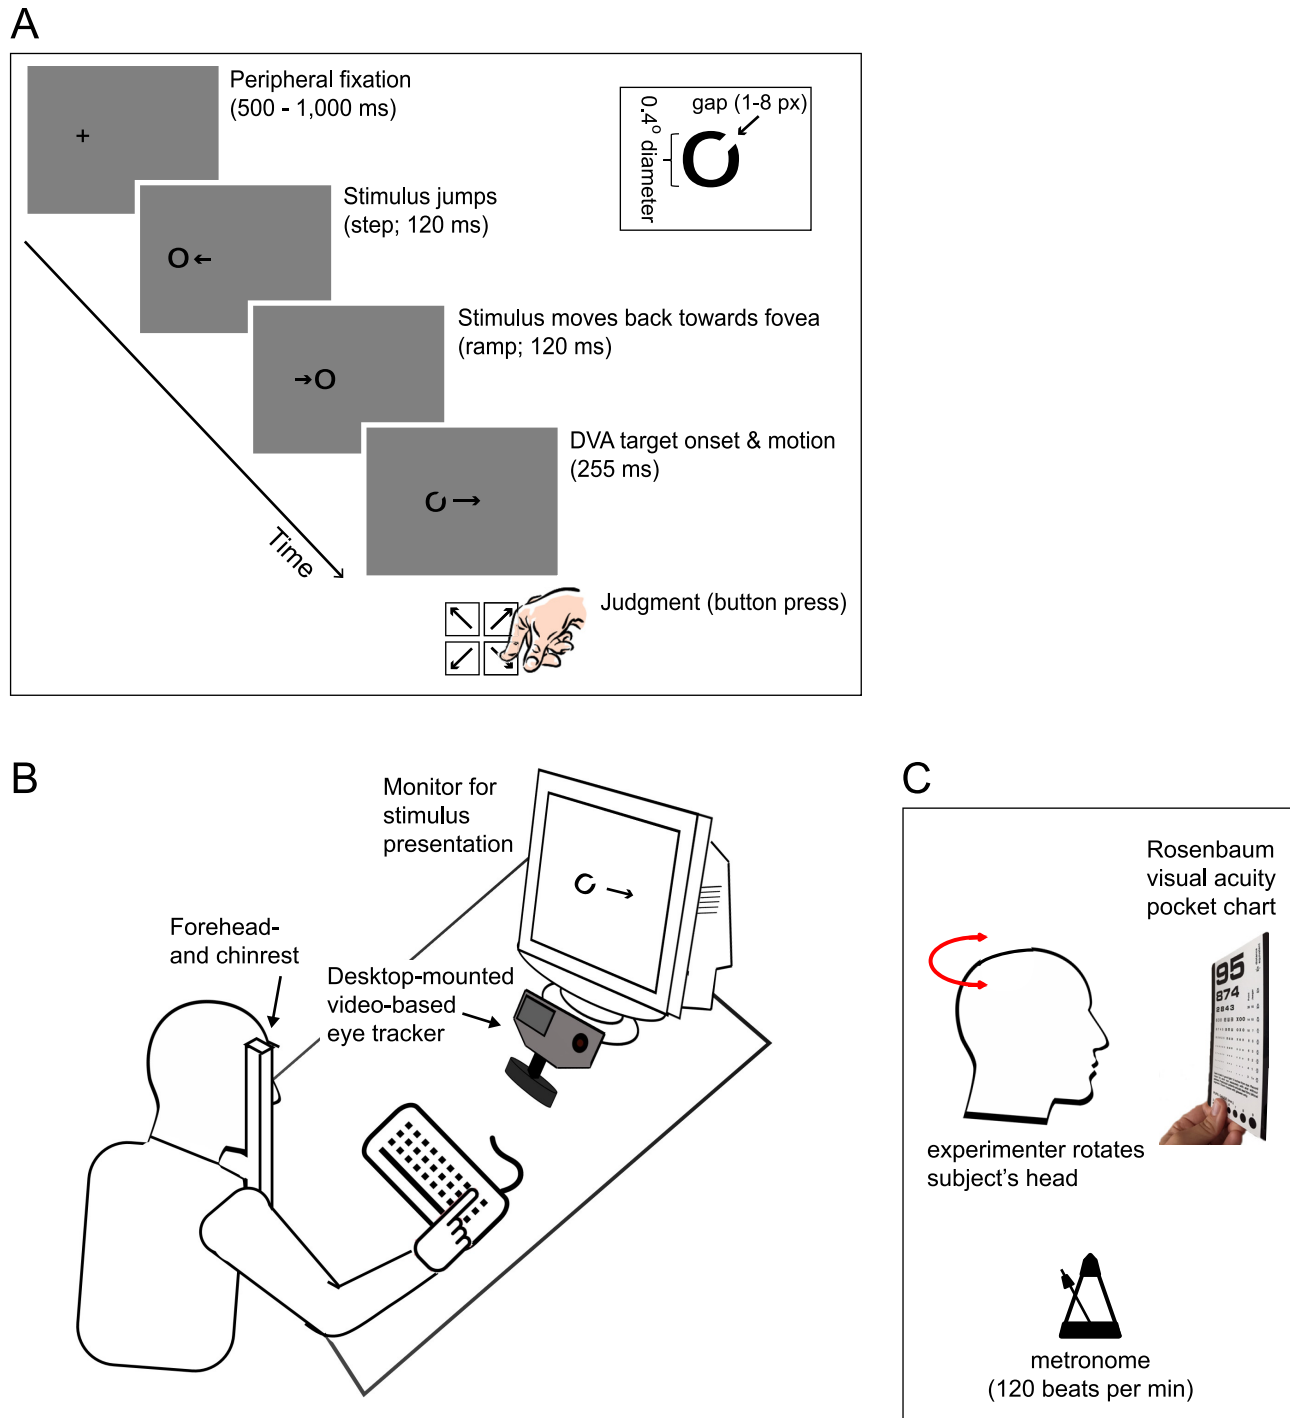 A
Peripheral fixation
(500 - 1,000 ms)
+
Stimulus jumps
(step; 120 ms)
Stimulus moves back towards fovea
(ramp; 120 ms)
DVA target onset & motion
(255 ms)
Time
Judgment (button press)
gap (1-8 px)
0.4° diameter
B
Monitor for
stimulus
presentation
Forehead-
and chinrest
Desktop-mounted
video-based
eye tracker
C
Rosenbaum
visual acuity
pocket chart
95
874
2843
experimenter rotates
subject's head
metronome
(120 beats per min)